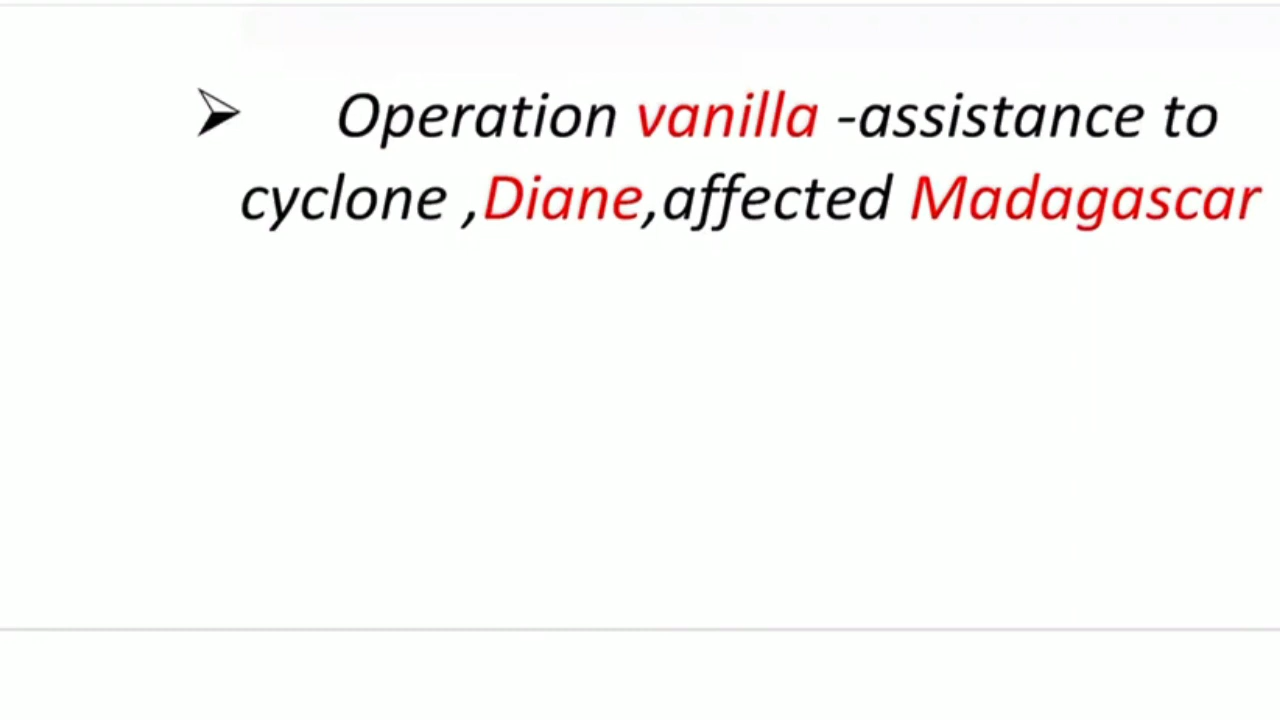 ➢ Operation vanilla -assistance to
cyclone ,Diane,affected Madagascar